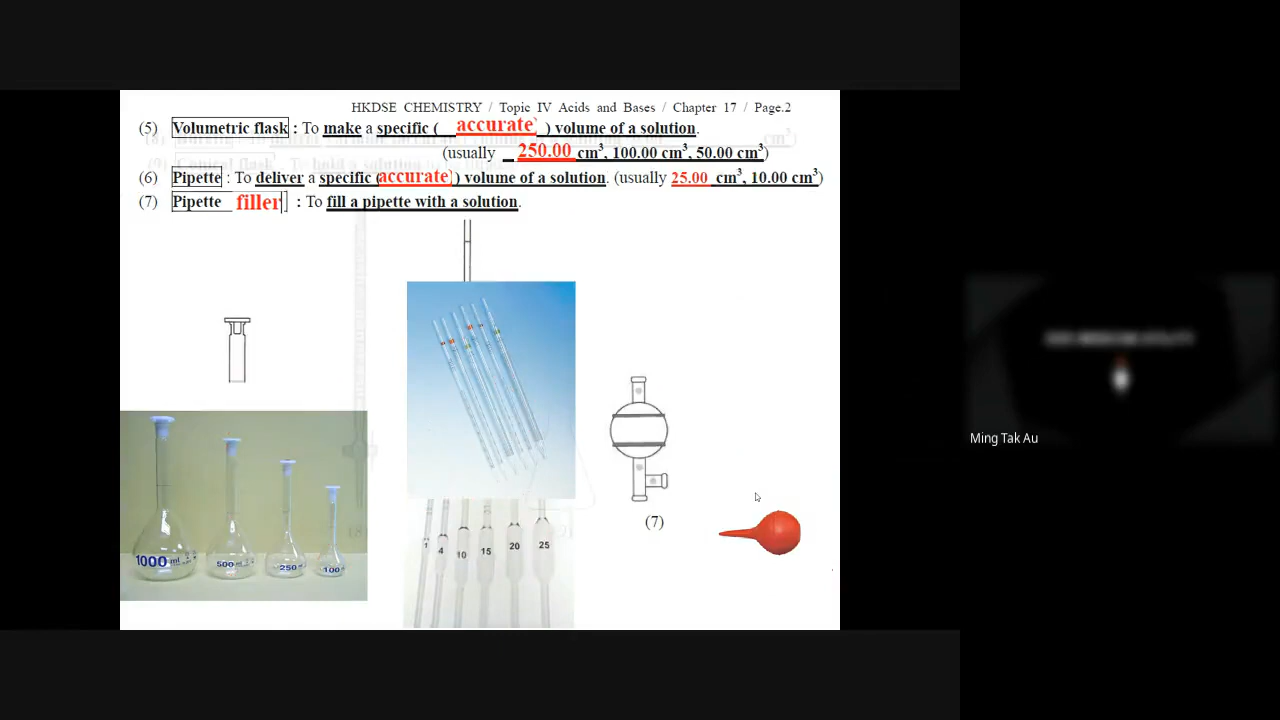 HKDSE CHEMISTRY / Topic IV Acids and Bases / Chapter 17 / Page.2
(5) Volumetric flask : To make a specific ( accurate ) volume of a solution.
(usually 250.00 cm³, 100.00 cm³, 50.00 cm³)
(6) Pipette : To deliver a specific (accurate) volume of a solution. (usually 25.00 cm³, 10.00 cm³)
(7) Pipette filler : To fill a pipette with a solution.
1000 ml
500 ml
250
100
1 4 10 15 20 25
(7)
Ming Tak Au